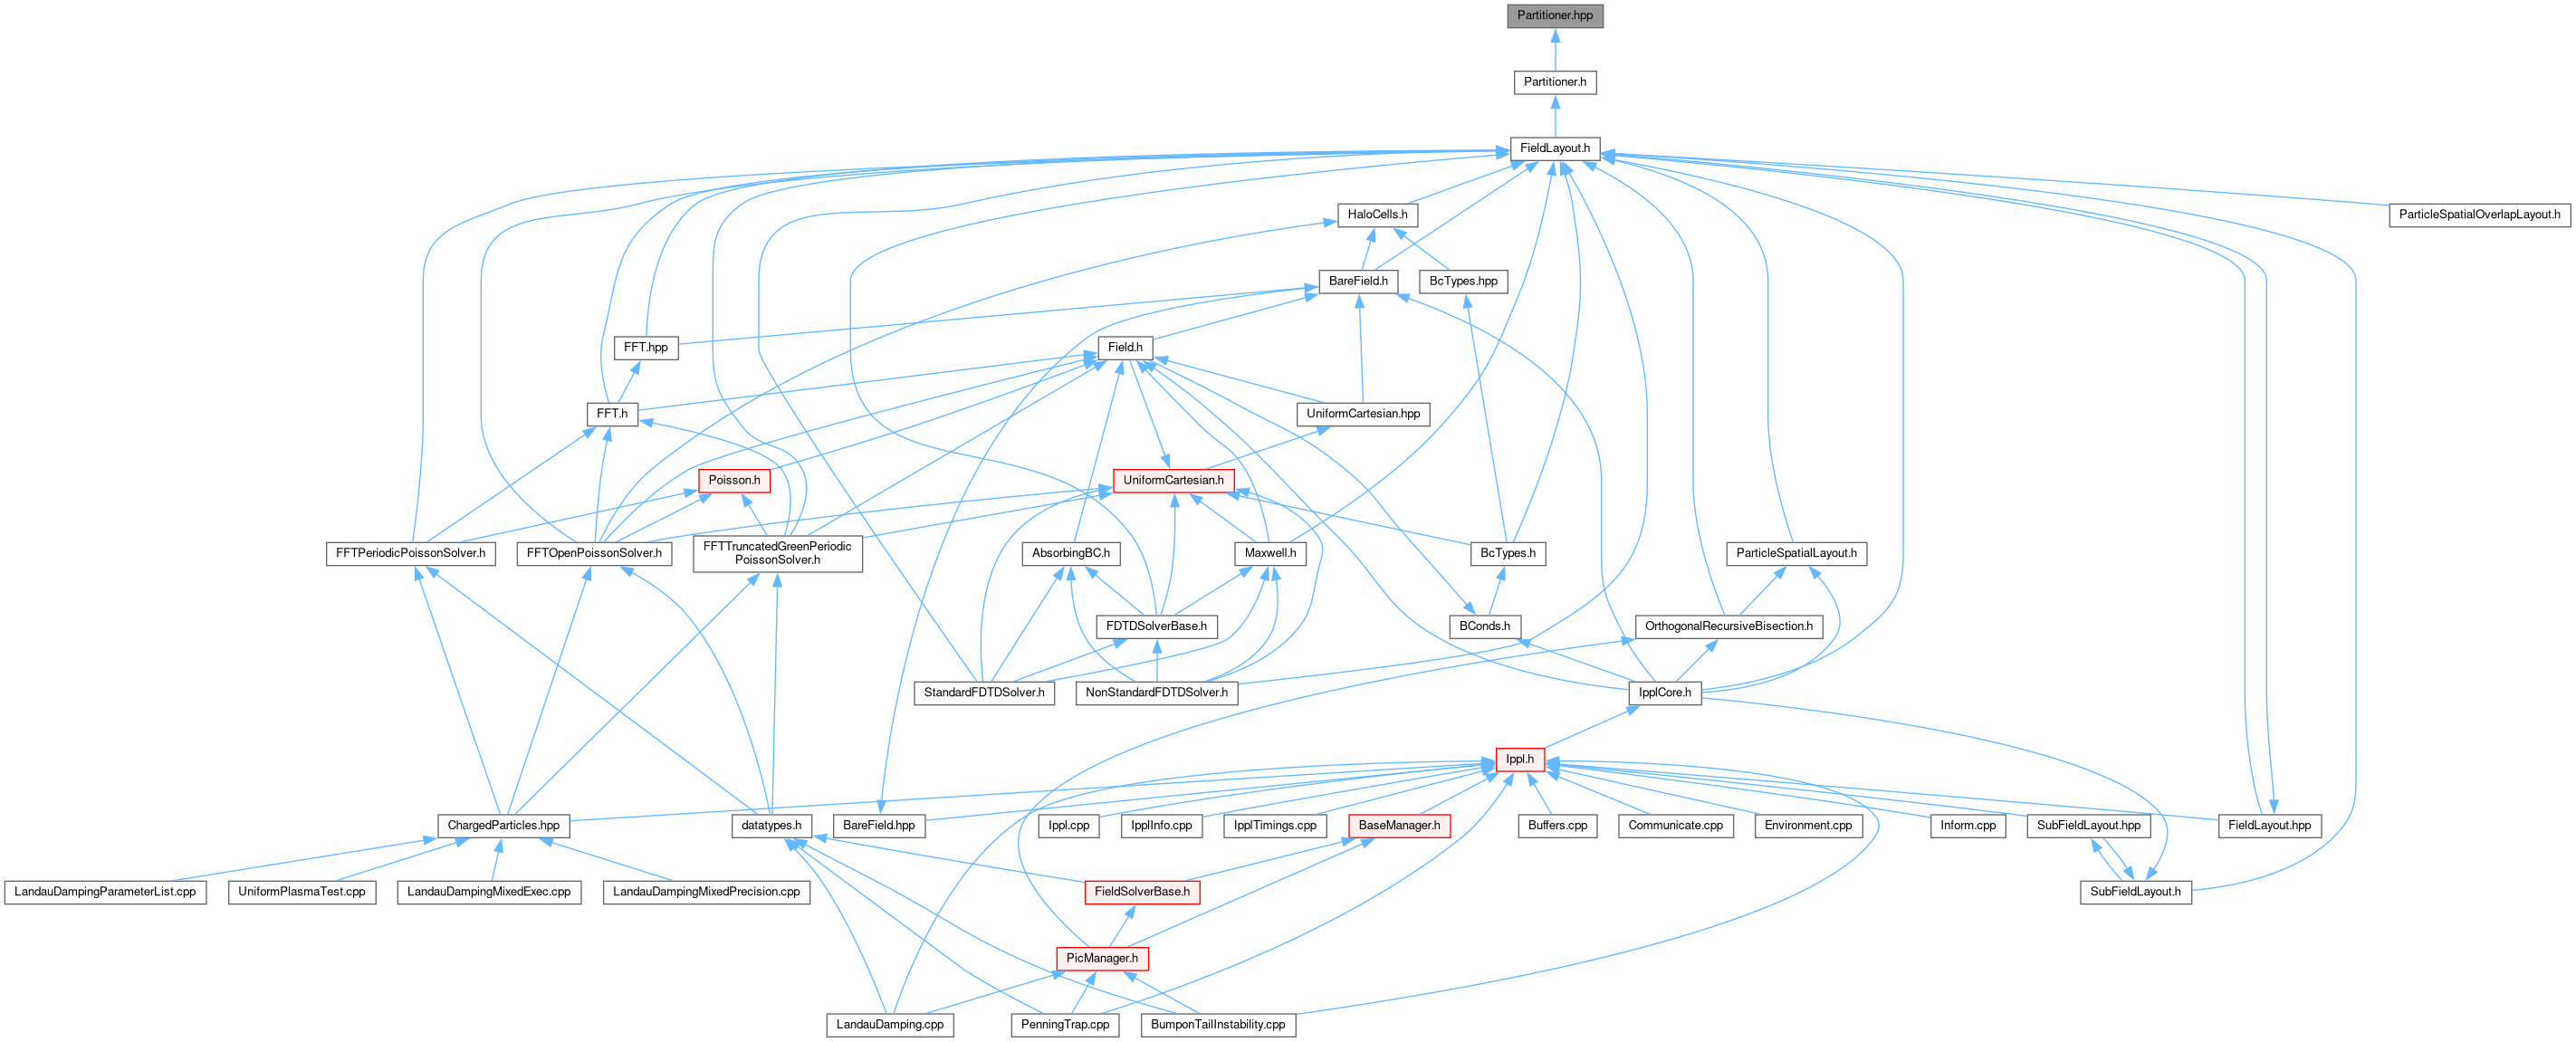 Partitioner.hpp
Partitioner.h
FieldLayout.h
HaloCells.h
ParticleSpatialOverlapLayout.h
BareField.h
BcTypes.hpp
FFT.hpp
Field.h
FFT.h
UniformCartesian.hpp
Poisson.h
UniformCartesian.h
FFTPeriodicPoissonSolver.h
FFTOpenPoissonSolver.h
FFTTruncatedGreenPeriodic
PoissonSolver.h
AbsorbingBC.h
Maxwell.h
BcTypes.h
ParticleSpatialLayout.h
FDTDSolverBase.h
BConds.h
OrthogonalRecursiveBisection.h
StandardFDTDSolver.h
NonStandardFDTDSolver.h
IpplCore.h
Ippl.h
ChargedParticles.hpp
datatypes.h
BareField.hpp
Ippl.cpp
IpplInfo.cpp
IpplTimings.cpp
BaseManager.h
Buffers.cpp
Communicate.cpp
Environment.cpp
Inform.cpp
SubFieldLayout.hpp
FieldLayout.hpp
LandauDampingParameterList.cpp
UniformPlasmaTest.cpp
LandauDampingMixedExec.cpp
LandauDampingMixedPrecision.cpp
FieldSolverBase.h
SubFieldLayout.h
PicManager.h
LandauDamping.cpp
PenningTrap.cpp
BumponTailInstability.cpp